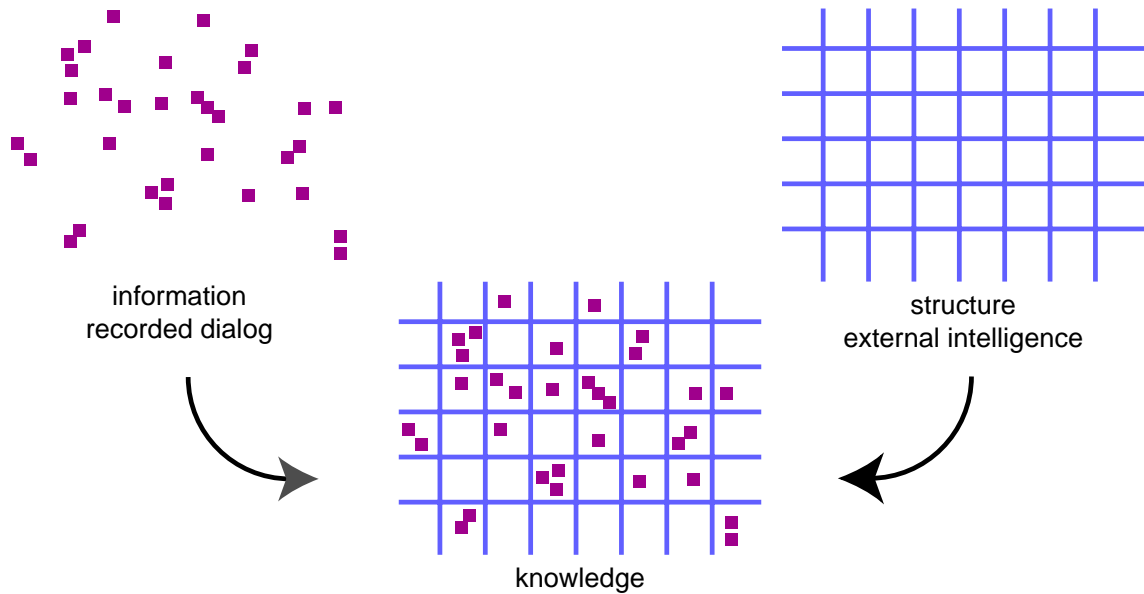 information
recorded dialog
structure
external intelligence
knowledge